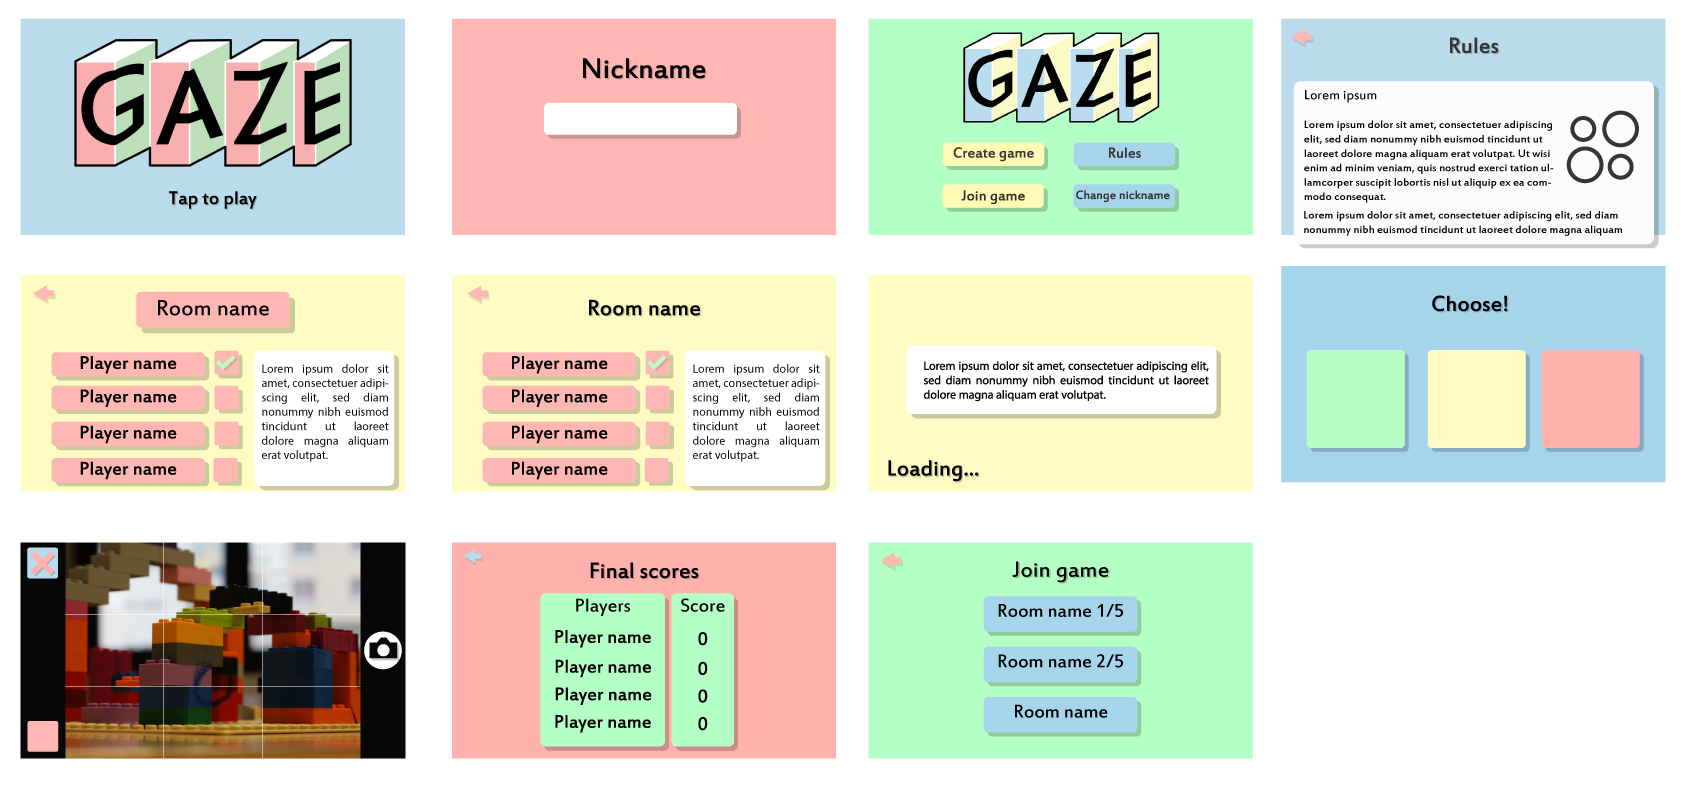 GAZE
Tap to play
Nickname
GAZE
Create game
Rules
Join game
Change nickname
Rules
Lorem ipsum
Lorem ipsum dolor sit amet, consectetuer adipiscing
elit, sed diam nonummy nibh euismod tincidunt ut
laoreet dolore magna aliquam erat volutpat. Ut wisi
enim ad minim veniam, quis nostrud exerci tation ul-
lamcorper suscipit lobortis nisl ut aliquip ex ea com-
modo consequat.
Lorem ipsum dolor sit amet, consectetuer adipiscing elit, sed diam
nonummy nibh euismod tincidunt ut laoreet dolore magna aliquam
Room name
Player name
Player name
Player name
Player name
Lorem ipsum dolor sit
amet, consectetuer adipi-
scing elit, sed diam
nonummy nibh euismod
tincidunt ut laoreet
dolore magna aliquam
erat volutpat.
Room name
Player name
Player name
Player name
Player name
Lorem ipsum dolor sit
amet, consectetuer adipi-
scing elit, sed diam
nonummy nibh euismod
tincidunt ut laoreet
dolore magna aliquam
erat volutpat.
Lorem ipsum dolor sit amet, consectetuer adipiscing elit,
sed diam nonummy nibh euismod tincidunt ut laoreet
dolore magna aliquam erat volutpat.
Loading...
Choose!
Final scores
Players Score
Player name 0
Player name 0
Player name 0
Player name 0
Join game
Room name 1/5
Room name 2/5
Room name